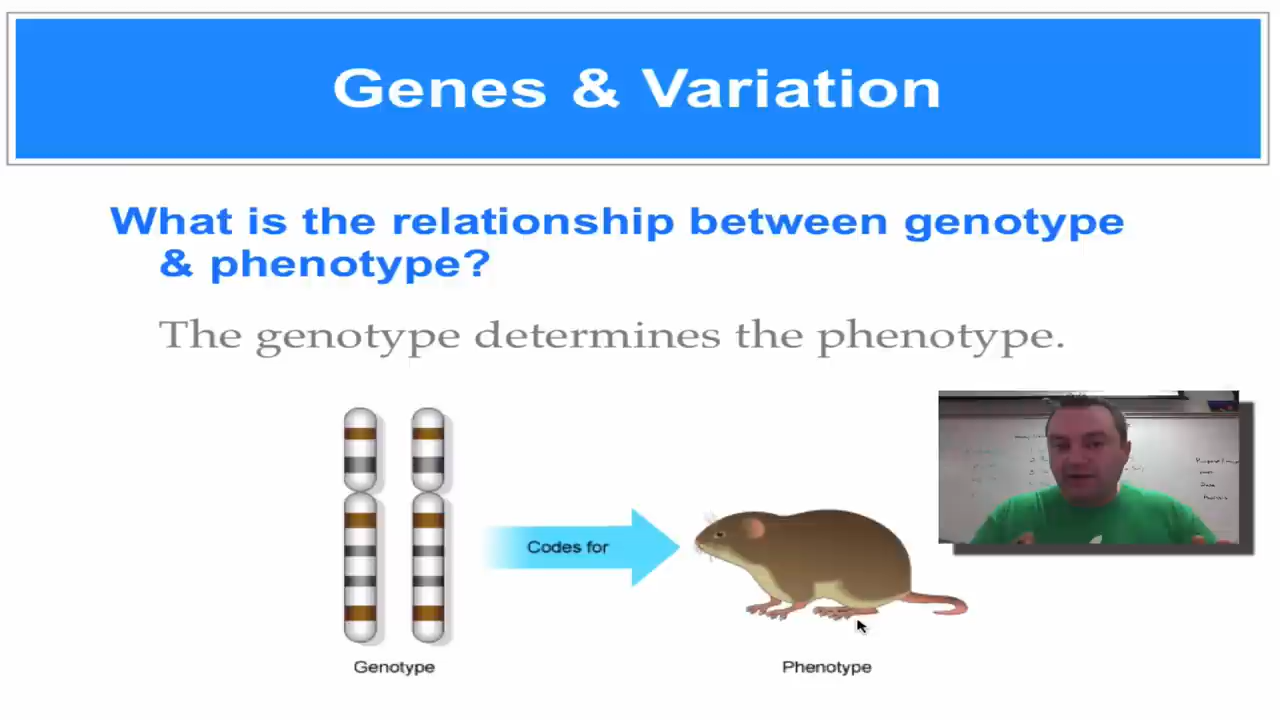 Genes & Variation
What is the relationship between genotype
& phenotype?
The genotype determines the phenotype.
Codes for
Genotype
Phenotype